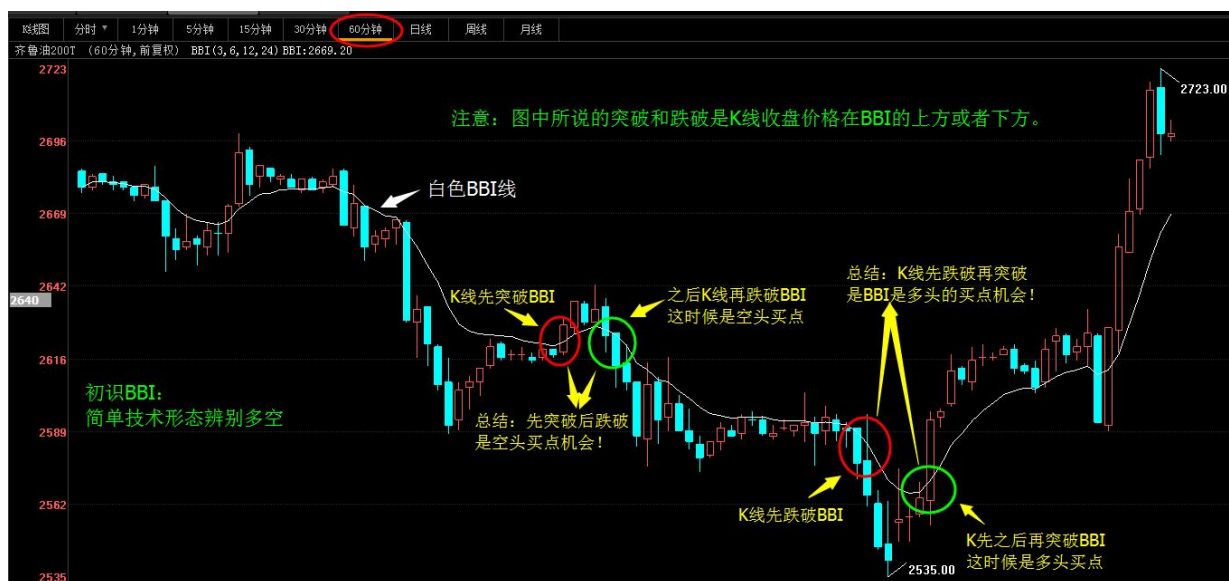 K线图 分时 1分钟 5分钟 15分钟 30分钟 60分钟 日线 周线 月线
齐鲁油200T (60分钟,前复权) BBI(3,6,12,24) BBI:2669.20
2723
2723.00
注意：图中所说的突破和跌破是K线收盘价格在BBI的上方或者下方。
2696
白色BBI线
2669
总结：K线先跌破再突破
是BBI是多头的买点机会！
2642
2640
K线先突破BBI
之后K线再跌破BBI
这时候是空头买点
2616
初识BBI：
简单技术形态辨别多空
总结：先突破后跌破
是空头买点机会！
2589
2562
K线先跌破BBI
K先之后再突破BBI
这时候是多头买点
2535.00
2535